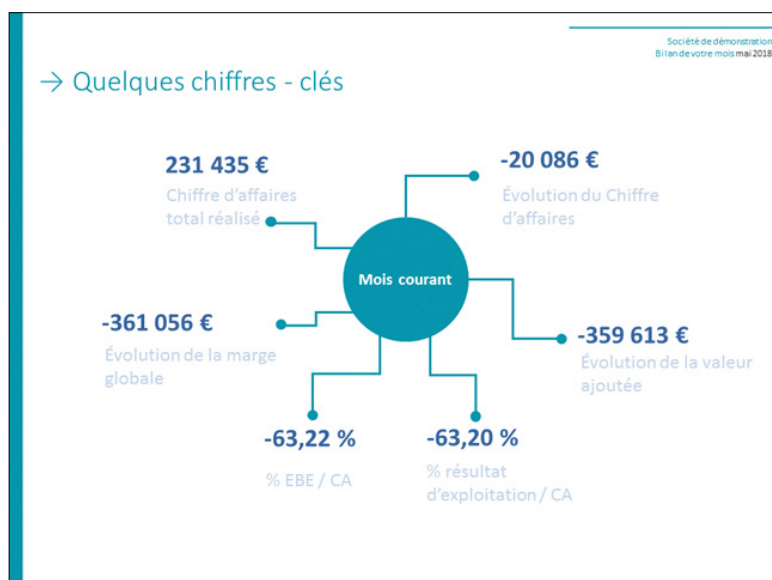 Société de démonstration
Bilan de votre mois mai 2018
→ Quelques chiffres - clés
231 435 €
Chiffre d'affaires
total réalisé
-20 086 €
Évolution du Chiffre
d'affaires
Mois courant
-361 056 €
Évolution de la marge
globale
-359 613 €
Évolution de la valeur
ajoutée
-63,22 %
% EBE / CA
-63,20 %
% résultat
d'exploitation / CA